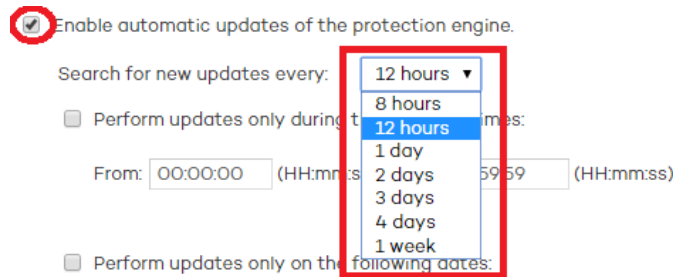 Enable automatic updates of the protection engine.
Search for new updates every: 12 hours
8 hours
Perform updates only during t imes:
12 hours
1 day
From: 00:00:00 (HH:mm:s 59:59 (HH:mm:ss)
2 days
3 days
4 days
1 week
Perform updates only on the following dates: